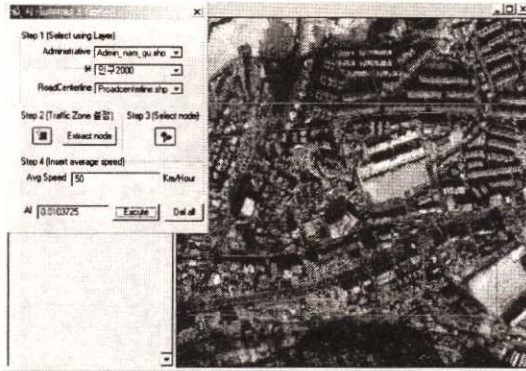 Step 1 (Select using Layer)
Administrative Admin_nam_gu.shp
인구2000
RoadCenterline Proadcenterline.shp
Step 2 (Traffic Zone 설정) Step 3 (Select node)
Extract node
Step 4 (Insert average speed)
Avg Speed 50 Km/Hour
AI 0.0103725 Excute Del all